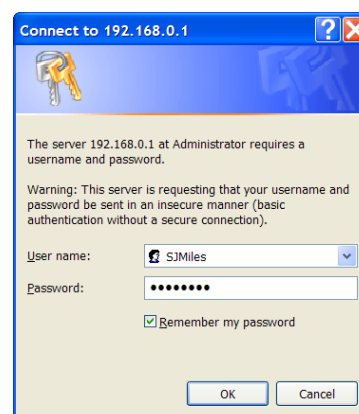 Connect to 192.168.0.1
The server 192.168.0.1 at Administrator requires a
username and password.
Warning: This server is requesting that your username and
password be sent in an insecure manner (basic
authentication without a secure connection).
User name:
SJMiles
Password:
••••••••
Remember my password
OK
Cancel